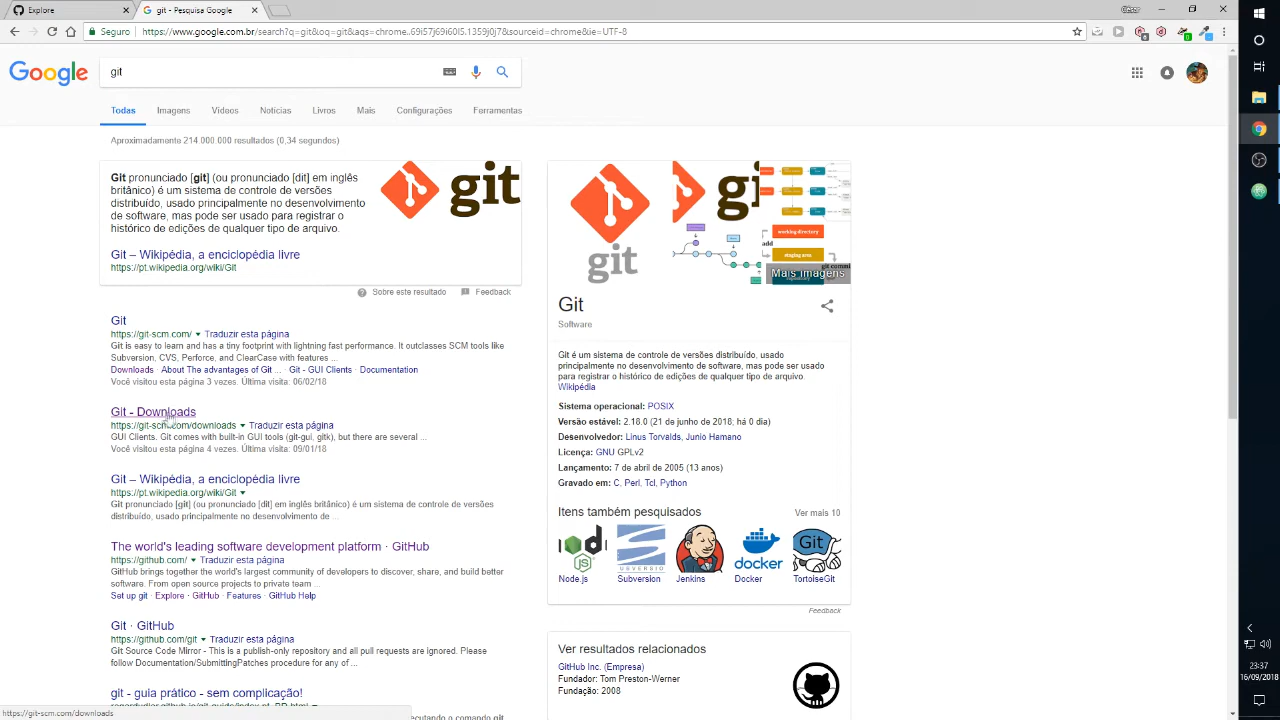 Explore
git - Pesquisa Google
Seguro
https://www.google.com.br/search?q=git&oq=git&aqs=chrome..69i57j69i60l5.1359j0j7&sourceid=chrome&ie=UTF-8
Google
git
Todas Imagens Vídeos Notícias Livros Mais Configurações Ferramentas
Aproximadamente 214.000.000 resultados (0,34 segundos)
pronunciado [git] (ou pronunciado [dit] em inglês
britânico) é um sistema de controle de versões
distribuído, usado principalmente no desenvolvimento
software, mas pode ser usado para registrar o
histórico de edições de qualquer tipo de arquivo.
git
Git – Wikipédia, a enciclopédia livre
https://pt.wikipedia.org/wiki/Git
Sobre este resultado Feedback
Git
https://git-scm.com/ Traduzir esta página
Git is easy to learn and has a tiny footprint with lightning fast performance. It outclasses SCM tools like
Subversion, CVS, Perforce, and ClearCase with features ...
Downloads · About The advantages of Git ... · Git - GUI Clients · Documentation
Você visitou esta página 3 vezes. Última visita: 06/02/18
Git - Downloads
https://git-scm.com/downloads Traduzir esta página
GUI Clients. Git comes with built-in GUI tools (git-gui, gitk), but there are several ...
Você visitou esta página 4 vezes. Última visita: 09/01/18
Git – Wikipédia, a enciclopédia livre
https://pt.wikipedia.org/wiki/Git
Git pronunciado [git] (ou pronunciado [dit] em inglês britânico) é um sistema de controle de versões
distribuído, usado principalmente no desenvolvimento de ...
The world's leading software development platform · GitHub
https://github.com/ Traduzir esta página
GitHub brings together the world's largest community of developers to discover, share, and build better
software. From open source projects to private team ...
Set up git · Explore · GitHub · Features · GitHub Help
Git · GitHub
https://github.com/git Traduzir esta página
Git Source Code Mirror - This is a publish-only repository and all pull requests are ignored. Please
follow Documentation/SubmittingPatches procedure for any of ...
git - guia prático - sem complicação!
https://git-scm.com/downloads
executando o comando git
git
gi
working directory
add
staging area
git commit
Mais imagens
Git
Software
Git é um sistema de controle de versões distribuído, usado
principalmente no desenvolvimento de software, mas pode ser usado
para registrar o histórico de edições de qualquer tipo de arquivo.
Wikipédia
Sistema operacional: POSIX
Versão estável: 2.18.0 (21 de junho de 2018; há 0 dia)
Desenvolvedor: Linus Torvalds, Junio Hamano
Licença: GNU GPLv2
Lançamento: 7 de abril de 2005 (13 anos)
Gravado em: C, Perl, Tcl, Python
Itens também pesquisados Ver mais 10
docker
Git
Node.js Subversion Jenkins Docker TortoiseGit
Feedback
Ver resultados relacionados
GitHub Inc. (Empresa)
Fundador: Tom Preston-Werner
Fundação: 2008
23:37
16/09/2018